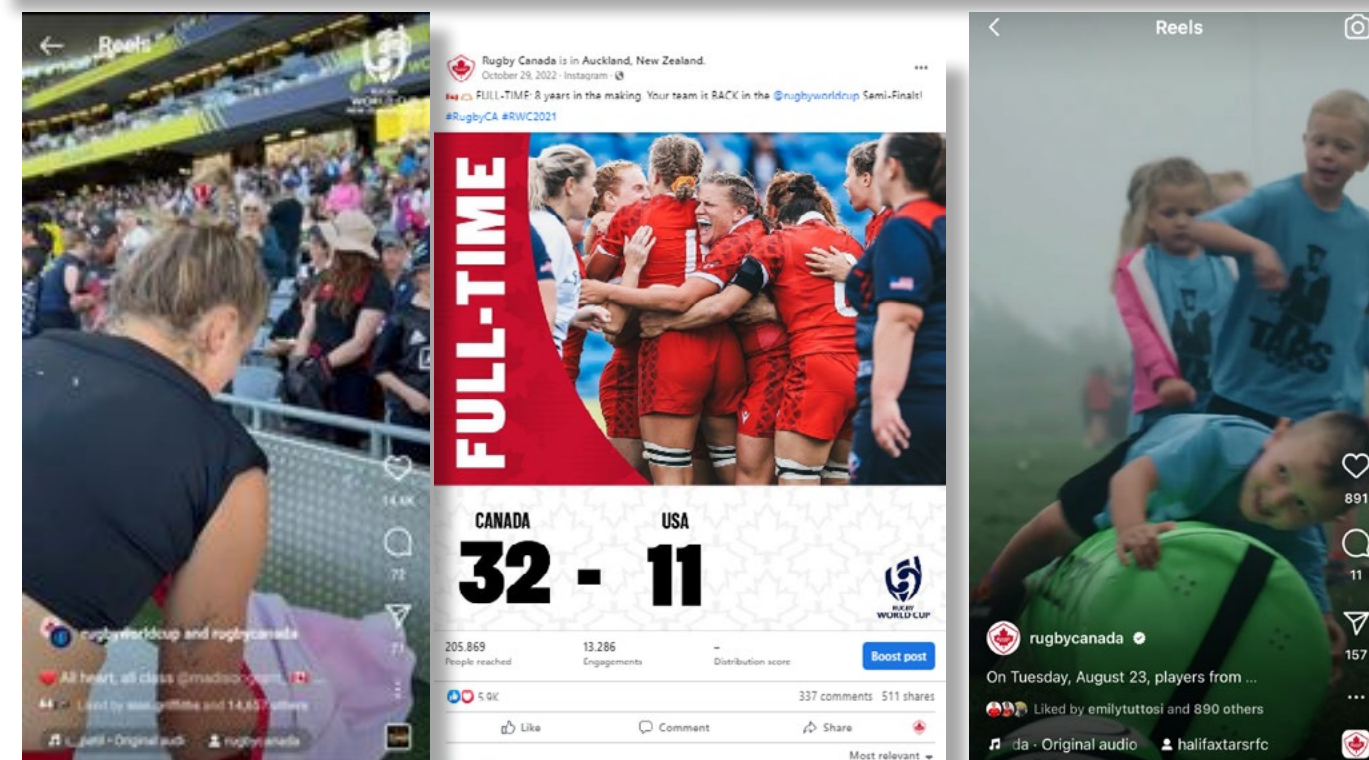 Reels
RUGBY
WORLD CUP
14.6K
72
71
rugbyworldcup and rugbycanada
All heart, all class
Liked by and 14,657 others
Original audi rugbycanada
Rugby Canada is in Auckland, New Zealand.
October 29, 2022 · Instagram ·
FULL-TIME: 8 years in the making. Your team is BACK in the @rugbyworldcup Semi-Finals!
#RugbyCA #RWC2021
FULL-TIME
CANADA USA
32 - 11
RUGBY
WORLD CUP
205.869 13.286 –
People reached Engagements Distribution score
Boost post
5.9K 337 comments 511 shares
Like Comment Share
Most relevant
Reels
TARS
891
11
157
rugbycanada
On Tuesday, August 23, players from ...
Liked by emilytuttosi and 890 others
da · Original audio halifaxtarsrfc